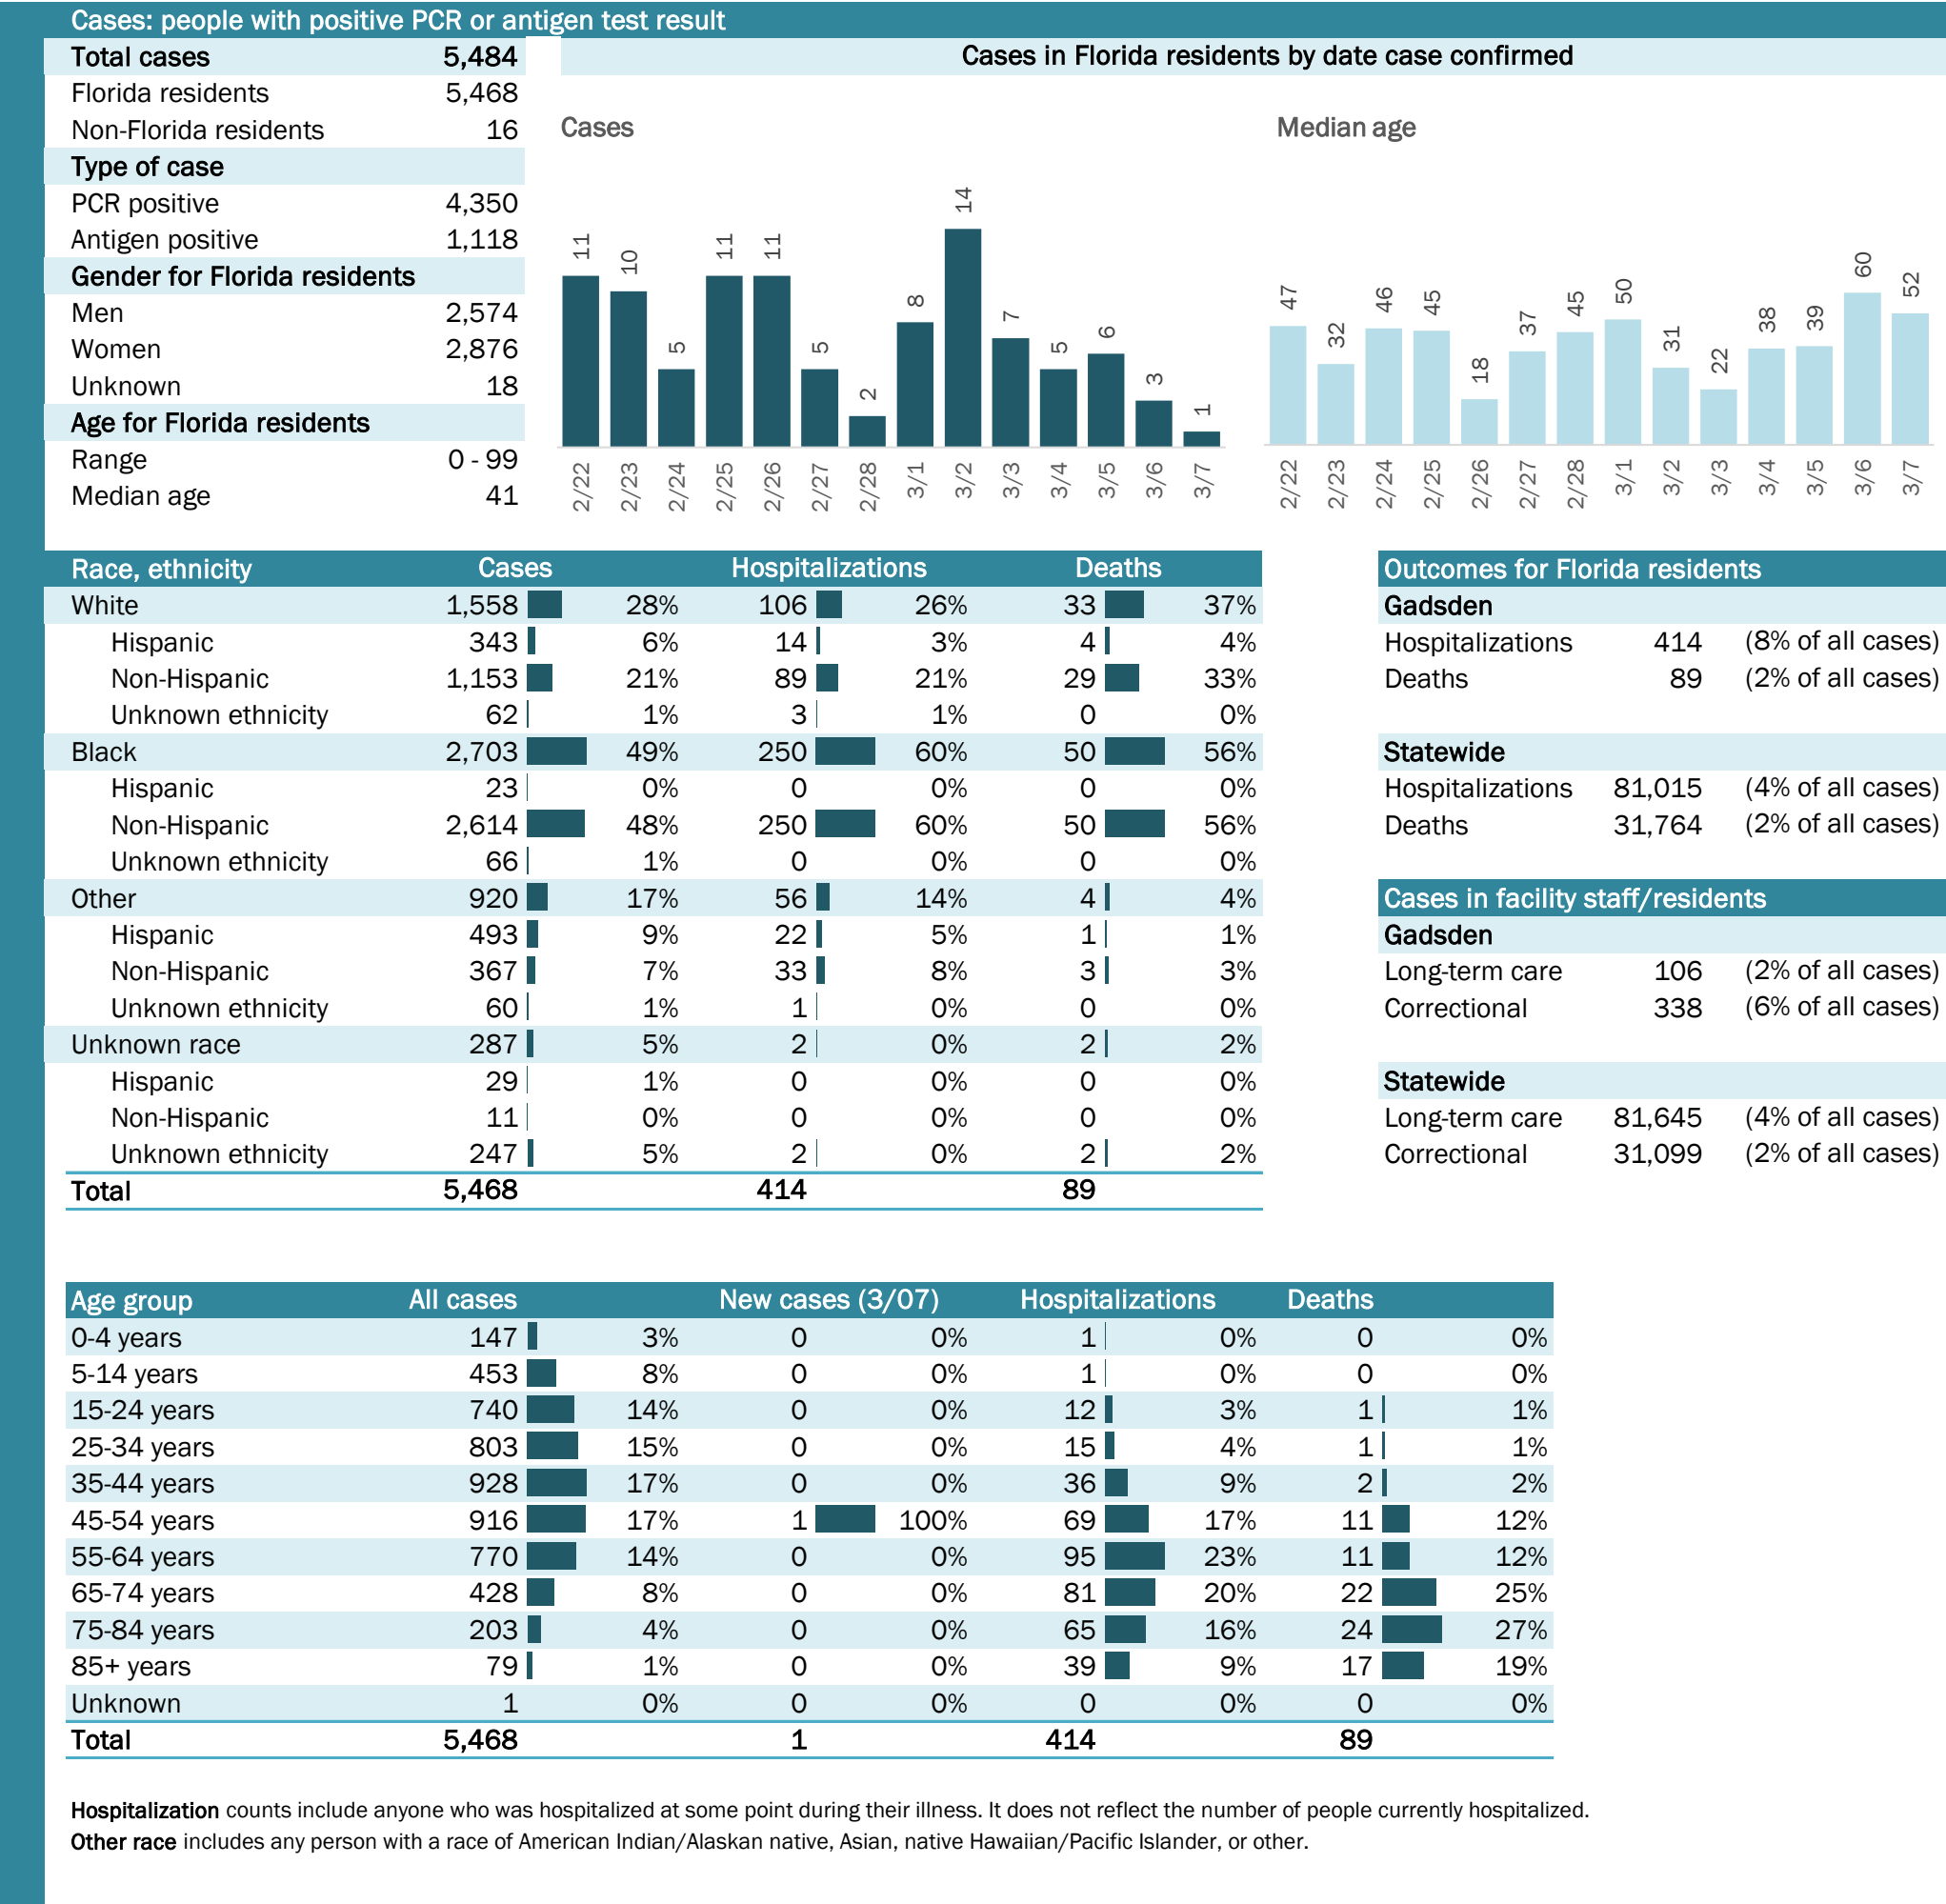 Cases: people with positive PCR or antigen test result
Total cases 5,484
Florida residents 5,468
Non-Florida residents 16
Type of case
PCR positive 4,350
Antigen positive 1,118
Gender for Florida residents
Men 2,574
Women 2,876
Unknown 18
Age for Florida residents
Range 0 - 99
Median age 41
Cases in Florida residents by date case confirmed
Cases
11 10 5 11 11 5 2 8 14 7 5 6 3 1
2/22 2/23 2/24 2/25 2/26 2/27 2/28 3/1 3/2 3/3 3/4 3/5 3/6 3/7
Median age
47 32 46 45 18 37 45 50 31 22 38 39 60 52
2/22 2/23 2/24 2/25 2/26 2/27 2/28 3/1 3/2 3/3 3/4 3/5 3/6 3/7
Race, ethnicity Cases Hospitalizations Deaths
White 1,558 28% 106 26% 33 37%
Hispanic 343 6% 14 3% 4 4%
Non-Hispanic 1,153 21% 89 21% 29 33%
Unknown ethnicity 62 1% 3 1% 0 0%
Black 2,703 49% 250 60% 50 56%
Hispanic 23 0% 0 0% 0 0%
Non-Hispanic 2,614 48% 250 60% 50 56%
Unknown ethnicity 66 1% 0 0% 0 0%
Other 920 17% 56 14% 4 4%
Hispanic 493 9% 22 5% 1 1%
Non-Hispanic 367 7% 33 8% 3 3%
Unknown ethnicity 60 1% 1 0% 0 0%
Unknown race 287 5% 2 0% 2 2%
Hispanic 29 1% 0 0% 0 0%
Non-Hispanic 11 0% 0 0% 0 0%
Unknown ethnicity 247 5% 2 0% 2 2%
Total 5,468 414 89
Outcomes for Florida residents
Gadsden
Hospitalizations 414 (8% of all cases)
Deaths 89 (2% of all cases)
Statewide
Hospitalizations 81,015 (4% of all cases)
Deaths 31,764 (2% of all cases)
Cases in facility staff/residents
Gadsden
Long-term care 106 (2% of all cases)
Correctional 338 (6% of all cases)
Statewide
Long-term care 81,645 (4% of all cases)
Correctional 31,099 (2% of all cases)
Age group All cases New cases (3/07) Hospitalizations Deaths
0-4 years 147 3% 0 0% 1 0% 0 0%
5-14 years 453 8% 0 0% 1 0% 0 0%
15-24 years 740 14% 0 0% 12 3% 1 1%
25-34 years 803 15% 0 0% 15 4% 1 1%
35-44 years 928 17% 0 0% 36 9% 2 2%
45-54 years 916 17% 1 100% 69 17% 11 12%
55-64 years 770 14% 0 0% 95 23% 11 12%
65-74 years 428 8% 0 0% 81 20% 22 25%
75-84 years 203 4% 0 0% 65 16% 24 27%
85+ years 79 1% 0 0% 39 9% 17 19%
Unknown 1 0% 0 0% 0 0% 0 0%
Total 5,468 1 414 89
Hospitalization counts include anyone who was hospitalized at some point during their illness. It does not reflect the number of people currently hospitalized.
Other race includes any person with a race of American Indian/Alaskan native, Asian, native Hawaiian/Pacific Islander, or other.